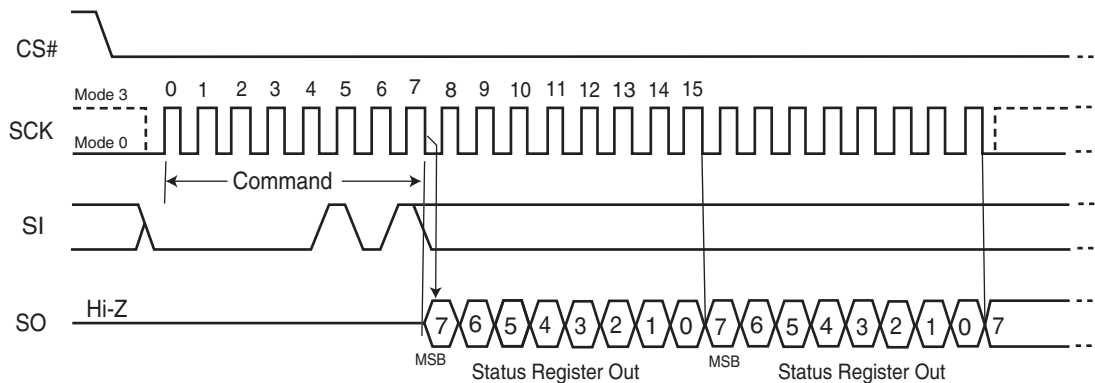 CS#
Mode 3
0 1 2 3 4 5 6 7 8 9 10 11 12 13 14 15
SCK
Mode 0
Command
SI
Hi-Z
SO
7 6 5 4 3 2 1 0 7 6 5 4 3 2 1 0 7
MSB Status Register Out MSB Status Register Out